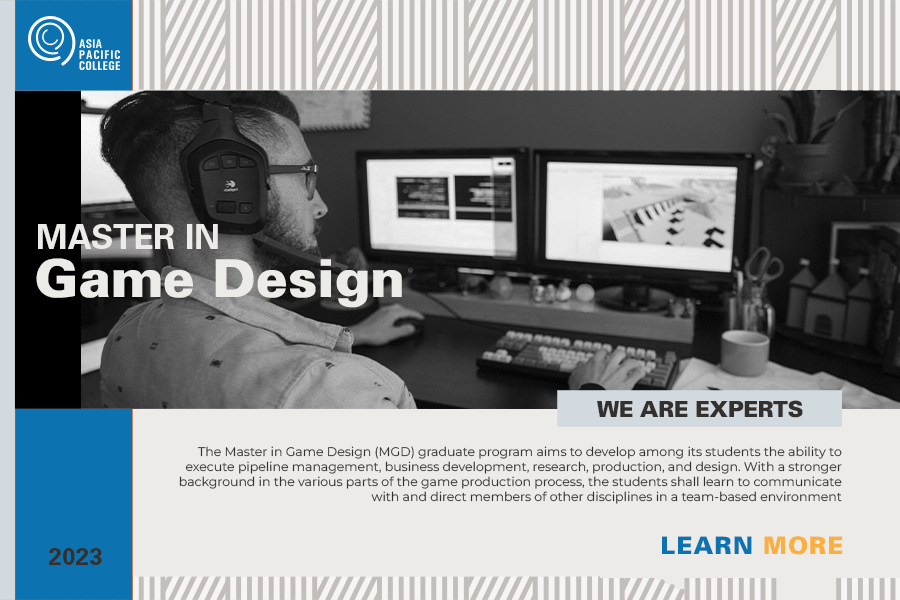 ASIA
PACIFIC
COLLEGE
MASTER IN
Game Design
WE ARE EXPERTS
The Master in Game Design (MGD) graduate program aims to develop among its students the ability to
execute pipeline management, business development, research, production, and design. With a stronger
background in the various parts of the game production process, the students shall learn to communicate
with and direct members of other disciplines in a team-based environment
LEARN MORE
2023